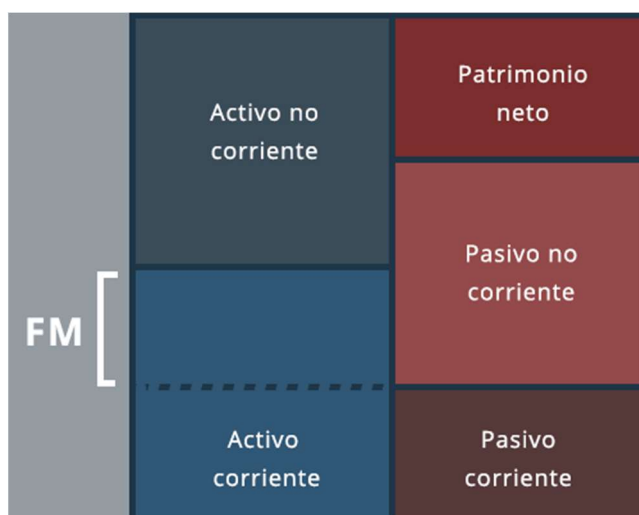 Activo no
corriente
Patrimonio
neto
Pasivo no
corriente
FM
Activo
corriente
Pasivo
corriente